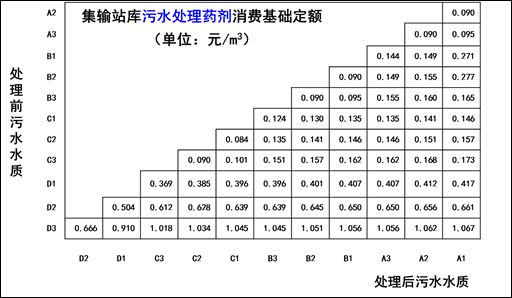 集输站库污水处理药剂消费基础定额
（单位：元/m³）
处理前污水水质
A2 0.090
A3 0.090 0.095
B1 0.144 0.149 0.271
B2 0.090 0.149 0.155 0.277
B3 0.090 0.095 0.155 0.160 0.165
C1 0.124 0.130 0.135 0.135 0.141 0.146
C2 0.084 0.135 0.141 0.146 0.146 0.151 0.157
C3 0.090 0.101 0.151 0.157 0.162 0.162 0.168 0.173
D1 0.369 0.385 0.396 0.396 0.401 0.407 0.407 0.412 0.417
D2 0.504 0.612 0.628 0.639 0.639 0.645 0.650 0.650 0.656 0.661
D3 0.666 0.910 1.018 1.034 1.045 1.045 1.051 1.056 1.056 1.062 1.067
D2 D1 C3 C2 C1 B3 B2 B1 A3 A2 A1
处理后污水水质